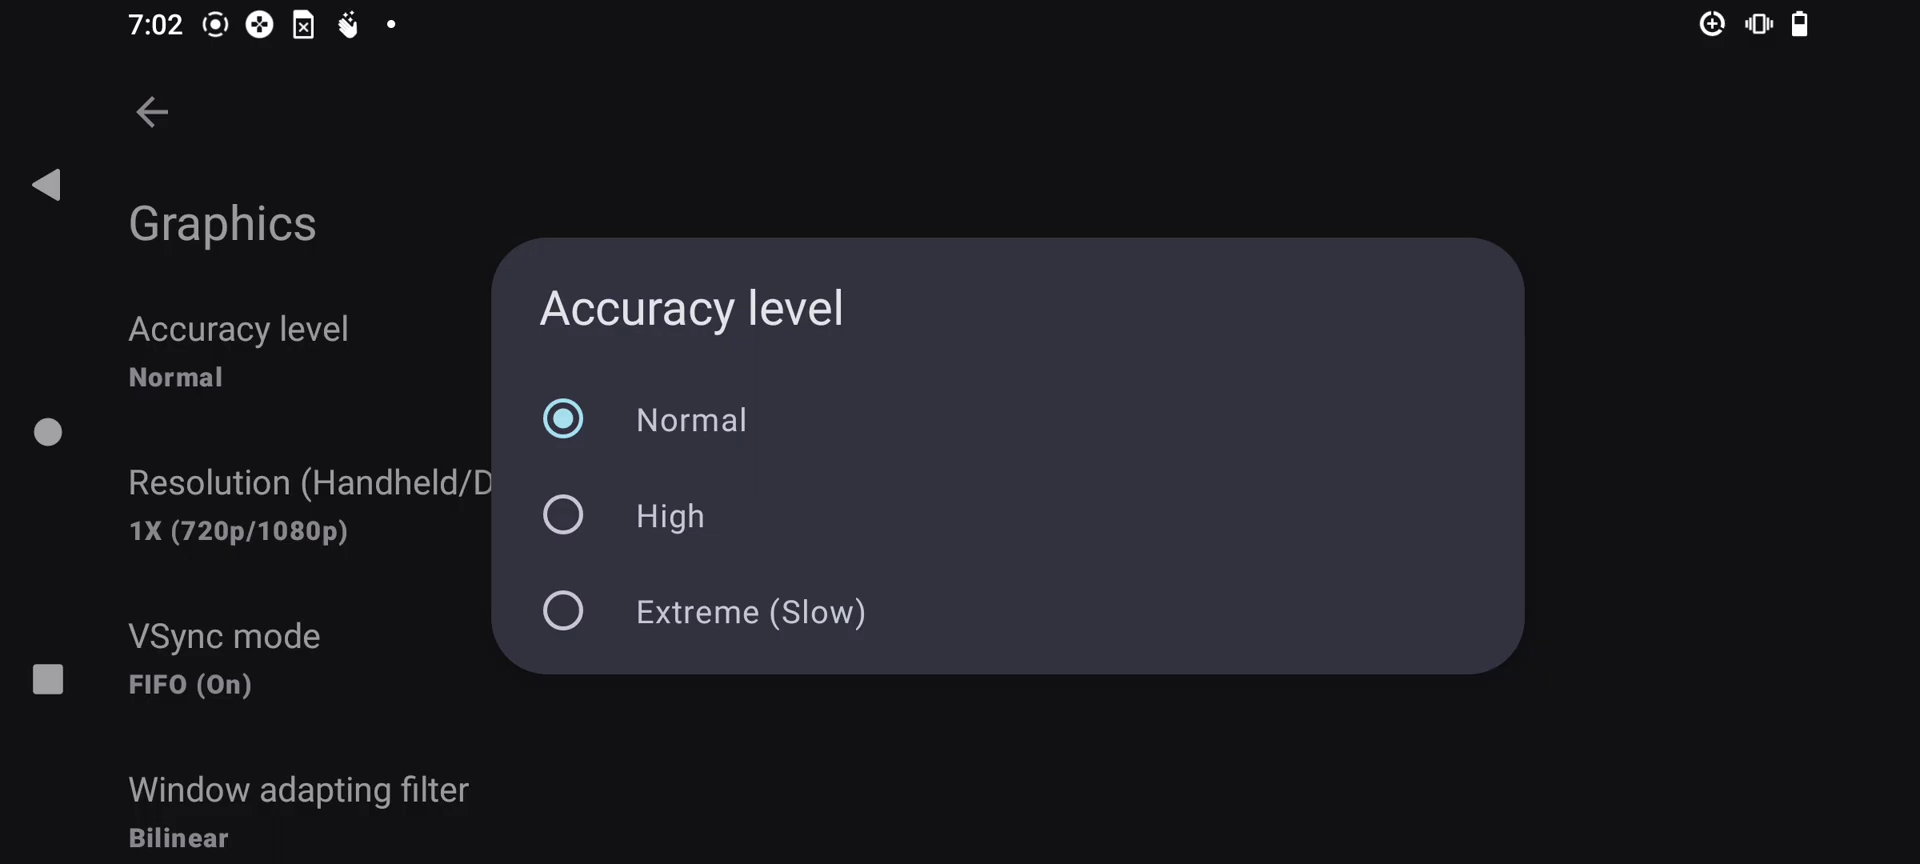 7:02
Graphics
Accuracy level
Normal
Resolution (Handheld/D
1X (720p/1080p)
VSync mode
FIFO (On)
Window adapting filter
Bilinear
Accuracy level
Normal
High
Extreme (Slow)